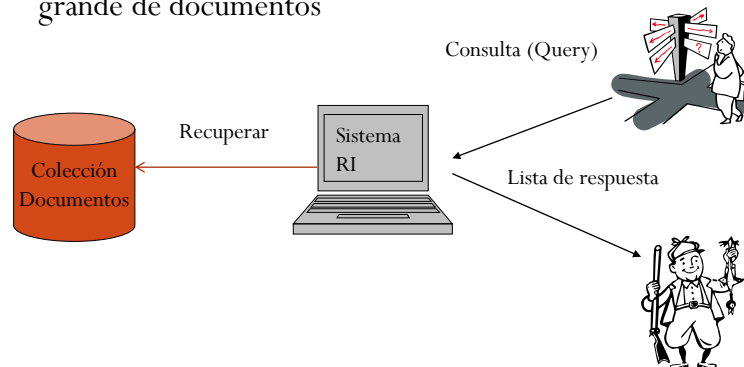 grande de documentos
Consulta (Query)
?
Recuperar
Sistema
RI
Colección
Documentos
Lista de respuesta